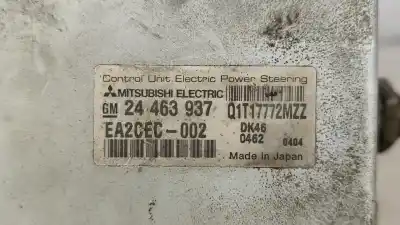 Control Unit Electric Power Steering
MITSUBISHI ELECTRIC
GM 24 463 937 Q1T17772MZZ
EA2CEC-002 DK46
0462 0404
Made in Japan